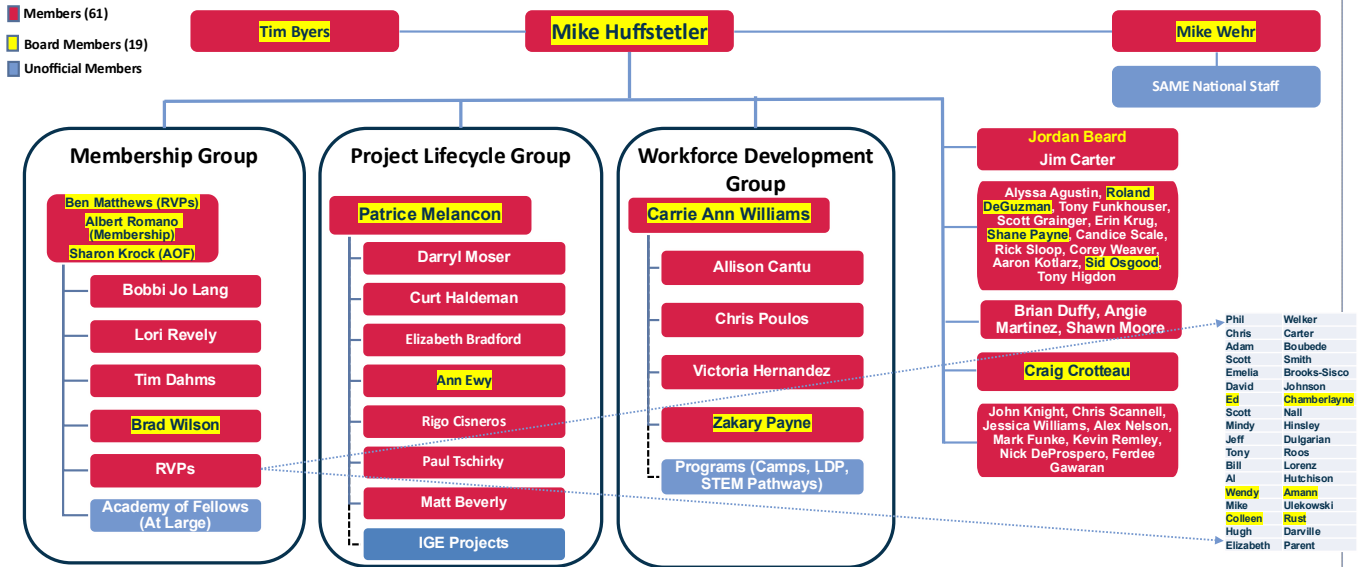 Members (61)
Board Members (19)
Unofficial Members
Tim Byers
Mike Huffstetler
Mike Wehr
SAME National Staff
Membership Group
Ben Matthews (RVPs)
Albert Romano
(Membership)
Sharon Krock (AOF)
Bobbi Jo Lang
Lori Revely
Tim Dahms
Brad Wilson
RVPs
Academy of Fellows
(At Large)
Project Lifecycle Group
Patrice Melancon
Darryl Moser
Curt Haldeman
Elizabeth Bradford
Ann Ewy
Rigo Cisneros
Paul Tschirky
Matt Beverly
IGE Projects
Workforce Development
Group
Carrie Ann Williams
Allison Cantu
Chris Poulos
Victoria Hernandez
Zakary Payne
Programs (Camps, LDP,
STEM Pathways)
Jordan Beard
Jim Carter
Alyssa Agustin, Roland
DeGuzman, Tony Funkhouser,
Scott Grainger, Erin Krug,
Shane Payne, Candice Scale,
Rick Sloop, Corey Weaver,
Aaron Kotlarz, Sid Osgood,
Tony Higdon
Brian Duffy, Angie
Martinez, Shawn Moore
Craig Crotteau
John Knight, Chris Scannell,
Jessica Williams, Alex Nelson,
Mark Funke, Kevin Remley,
Nick DeProspero, Ferdee
Gawaran
Phil Welker
Chris Carter
Adam Boubede
Scott Smith
Emelia Brooks-Sisco
David Johnson
Ed Chamberlayne
Scott Nall
Mindy Hinsley
Jeff Dulgarian
Tony Roos
Bill Lorenz
Al Hutchison
Wendy Amann
Mike Ulekowski
Colleen Rust
Hugh Darville
Elizabeth Parent